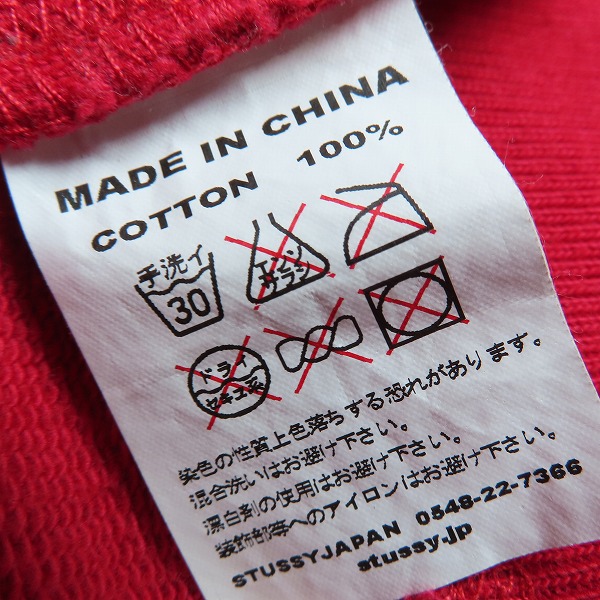 MADE IN CHINA
COTTON 100%
手洗イ
30
エンソ
サラシ
ドライ
セキユ系
染色の性質上色落ちする恐れがあります。
混合洗いはお避け下さい。
漂白剤の使用はお避け下さい。
装飾部等へのアイロンはお避け下さい。
STUSSYJAPAN 0548-22-7366
stussy.jp